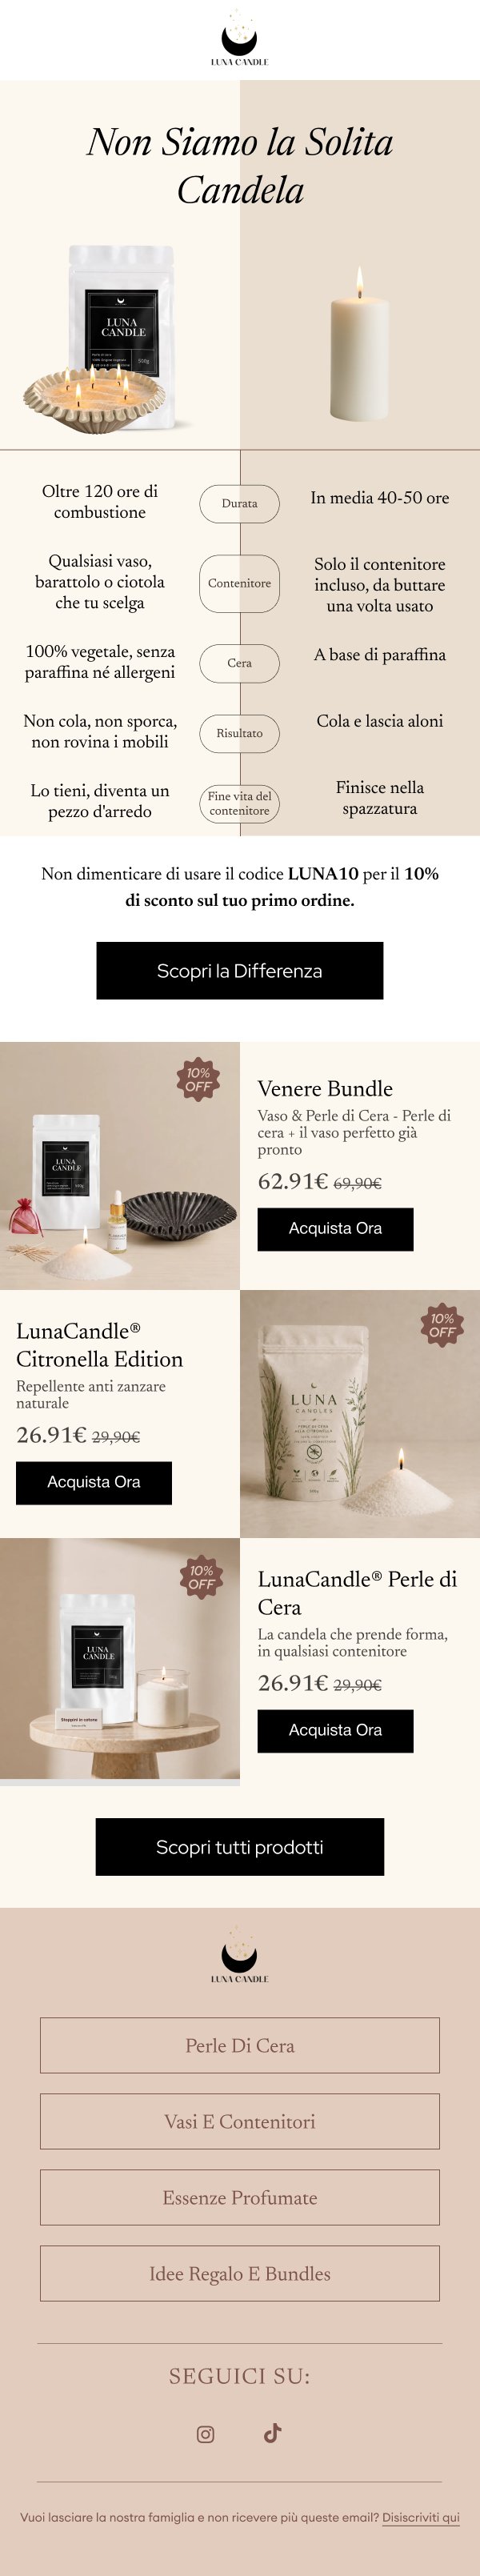 LUNA CANDLE
Non Siamo la Solita
Candela
LUNA
CANDLE
500g
Oltre 120 ore di
combustione
Durata
In media 40-50 ore
Qualsiasi vaso,
barattolo o ciotola
che tu scelga
Contenitore
Solo il contenitore
incluso, da buttare
una volta usato
100% vegetale, senza
paraffina né allergeni
Cera
A base di paraffina
Non cola, non sporca,
non rovina i mobili
Risultato
Cola e lascia aloni
Lo tieni, diventa un
pezzo d'arredo
Fine vita del
contenitore
Finisce nella
spazzatura
Non dimenticare di usare il codice LUNA10 per il 10%
di sconto sul tuo primo ordine.
Scopri la Differenza
10%
OFF
LUNA
CANDLE
Venere Bundle
Vaso & Perle di Cera - Perle di
cera + il vaso perfetto già
pronto
62.91€ 69,90€
Acquista Ora
LunaCandle®
Citronella Edition
Repellente anti zanzare
naturale
26.91€ 29,90€
Acquista Ora
10%
OFF
LUNA
CANDLES
10%
OFF
LUNA
CANDLE
Stoppini in cotone
LunaCandle® Perle di
Cera
La candela che prende forma,
in qualsiasi contenitore
26.91€ 29,90€
Acquista Ora
Scopri tutti prodotti
LUNA CANDLE
Perle Di Cera
Vasi E Contenitori
Essenze Profumate
Idee Regalo E Bundles
SEGUICI SU:
Vuoi lasciare la nostra famiglia e non ricevere più queste email? Disiscriviti qui